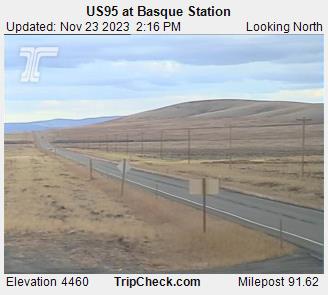 US95 at Basque Station
Updated: Nov 23 2023 2:16 PM Looking North
Elevation 4460 TripCheck.com Milepost 91.62